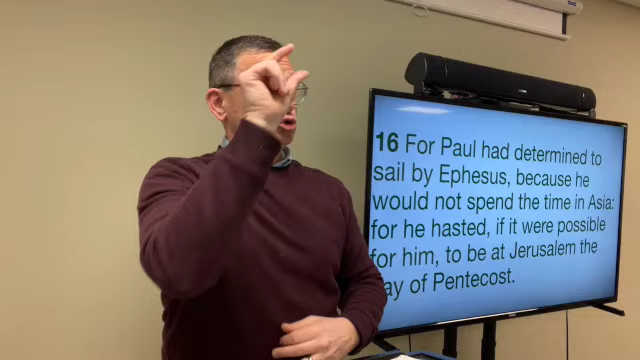 16 For Paul had determined to
sail by Ephesus, because he
would not spend the time in Asia:
for he hasted, if it were possible
for him, to be at Jerusalem the
day of Pentecost.